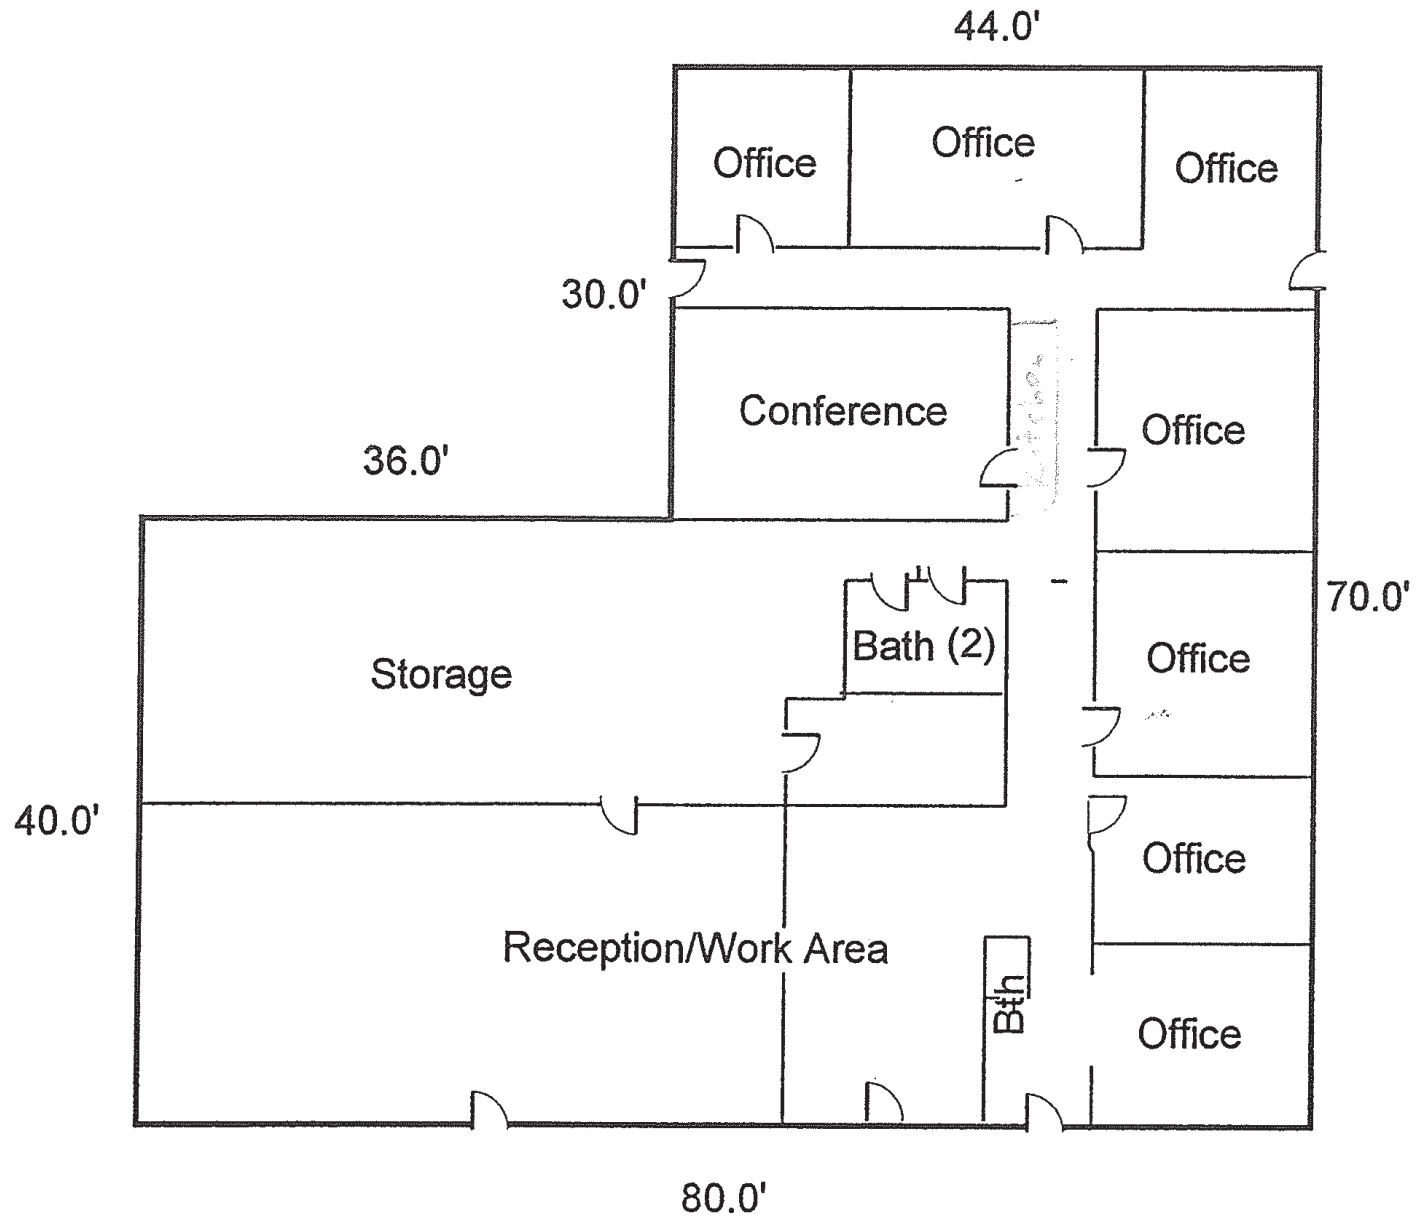 44.0'
Office
Office
Office
30.0'
Conference
Kitchen
Office
36.0'
70.0'
Bath (2)
Office
Storage
40.0'
Office
Reception/Work Area
Bth
Office
80.0'